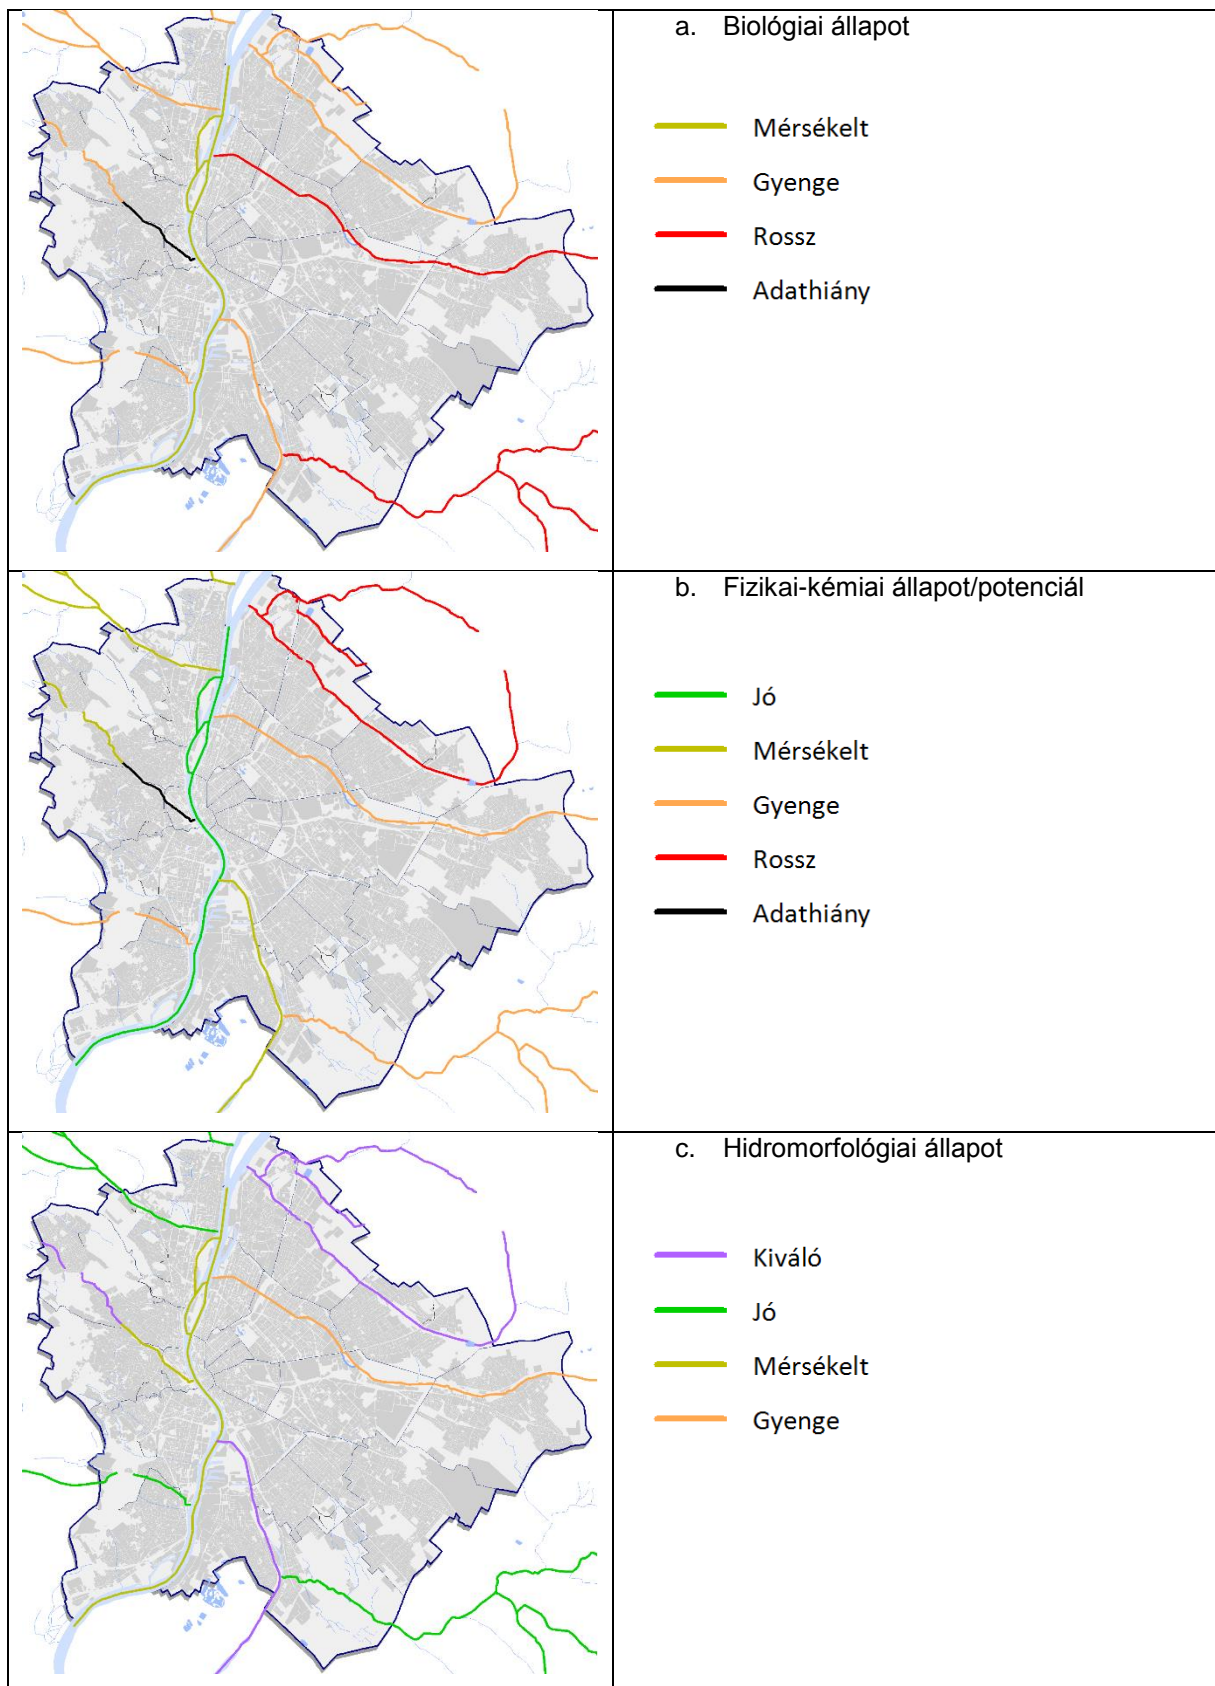 a. Biológiai állapot
Mérsékelt
Gyenge
Rossz
Adathiány
b. Fizikai-kémiai állapot/potenciál
Jó
Mérsékelt
Gyenge
Rossz
Adathiány
c. Hidromorfológiai állapot
Kiváló
Jó
Mérsékelt
Gyenge